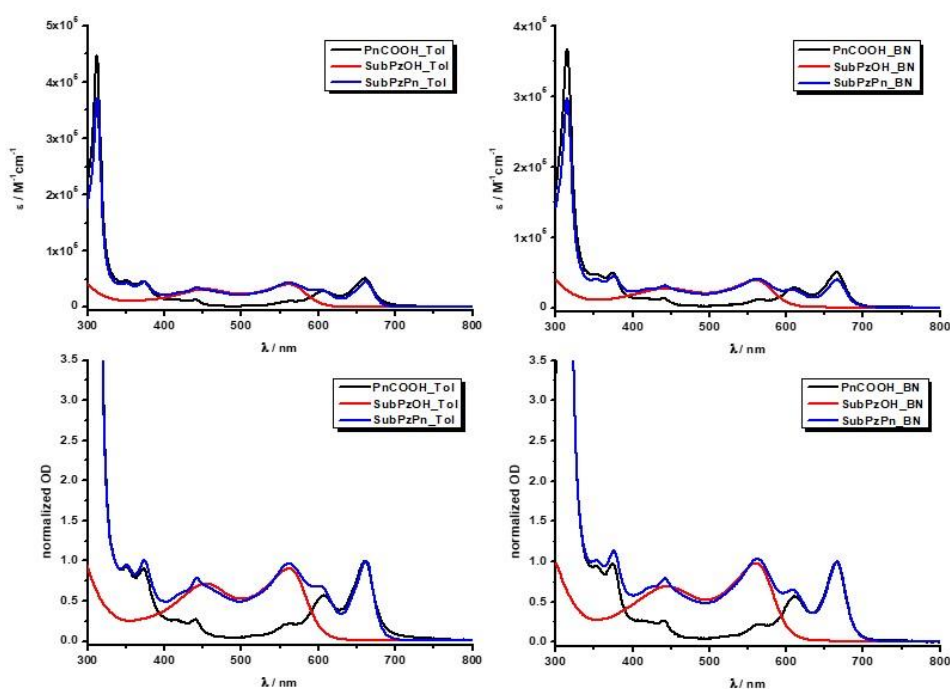 5x10⁵
4x10⁵
3x10⁵
2x10⁵
1x10⁵
0
ε / M⁻¹cm⁻¹
PnCOOH_Tol
SubPzOH_Tol
SubPzPn_Tol
300 400 500 600 700 800
λ / nm
4x10⁵
3x10⁵
2x10⁵
1x10⁵
0
ε / M⁻¹cm⁻¹
PnCOOH_BN
SubPzOH_BN
SubPzPn_BN
300 400 500 600 700 800
λ / nm
3.5
3.0
2.5
2.0
1.5
1.0
0.5
0.0
normalized OD
PnCOOH_Tol
SubPzOH_Tol
SubPzPn_Tol
300 400 500 600 700 800
λ / nm
3.5
3.0
2.5
2.0
1.5
1.0
0.5
0.0
normalized OD
PnCOOH_BN
SubPzOH_BN
SubPzPn_BN
300 400 500 600 700 800
λ / nm